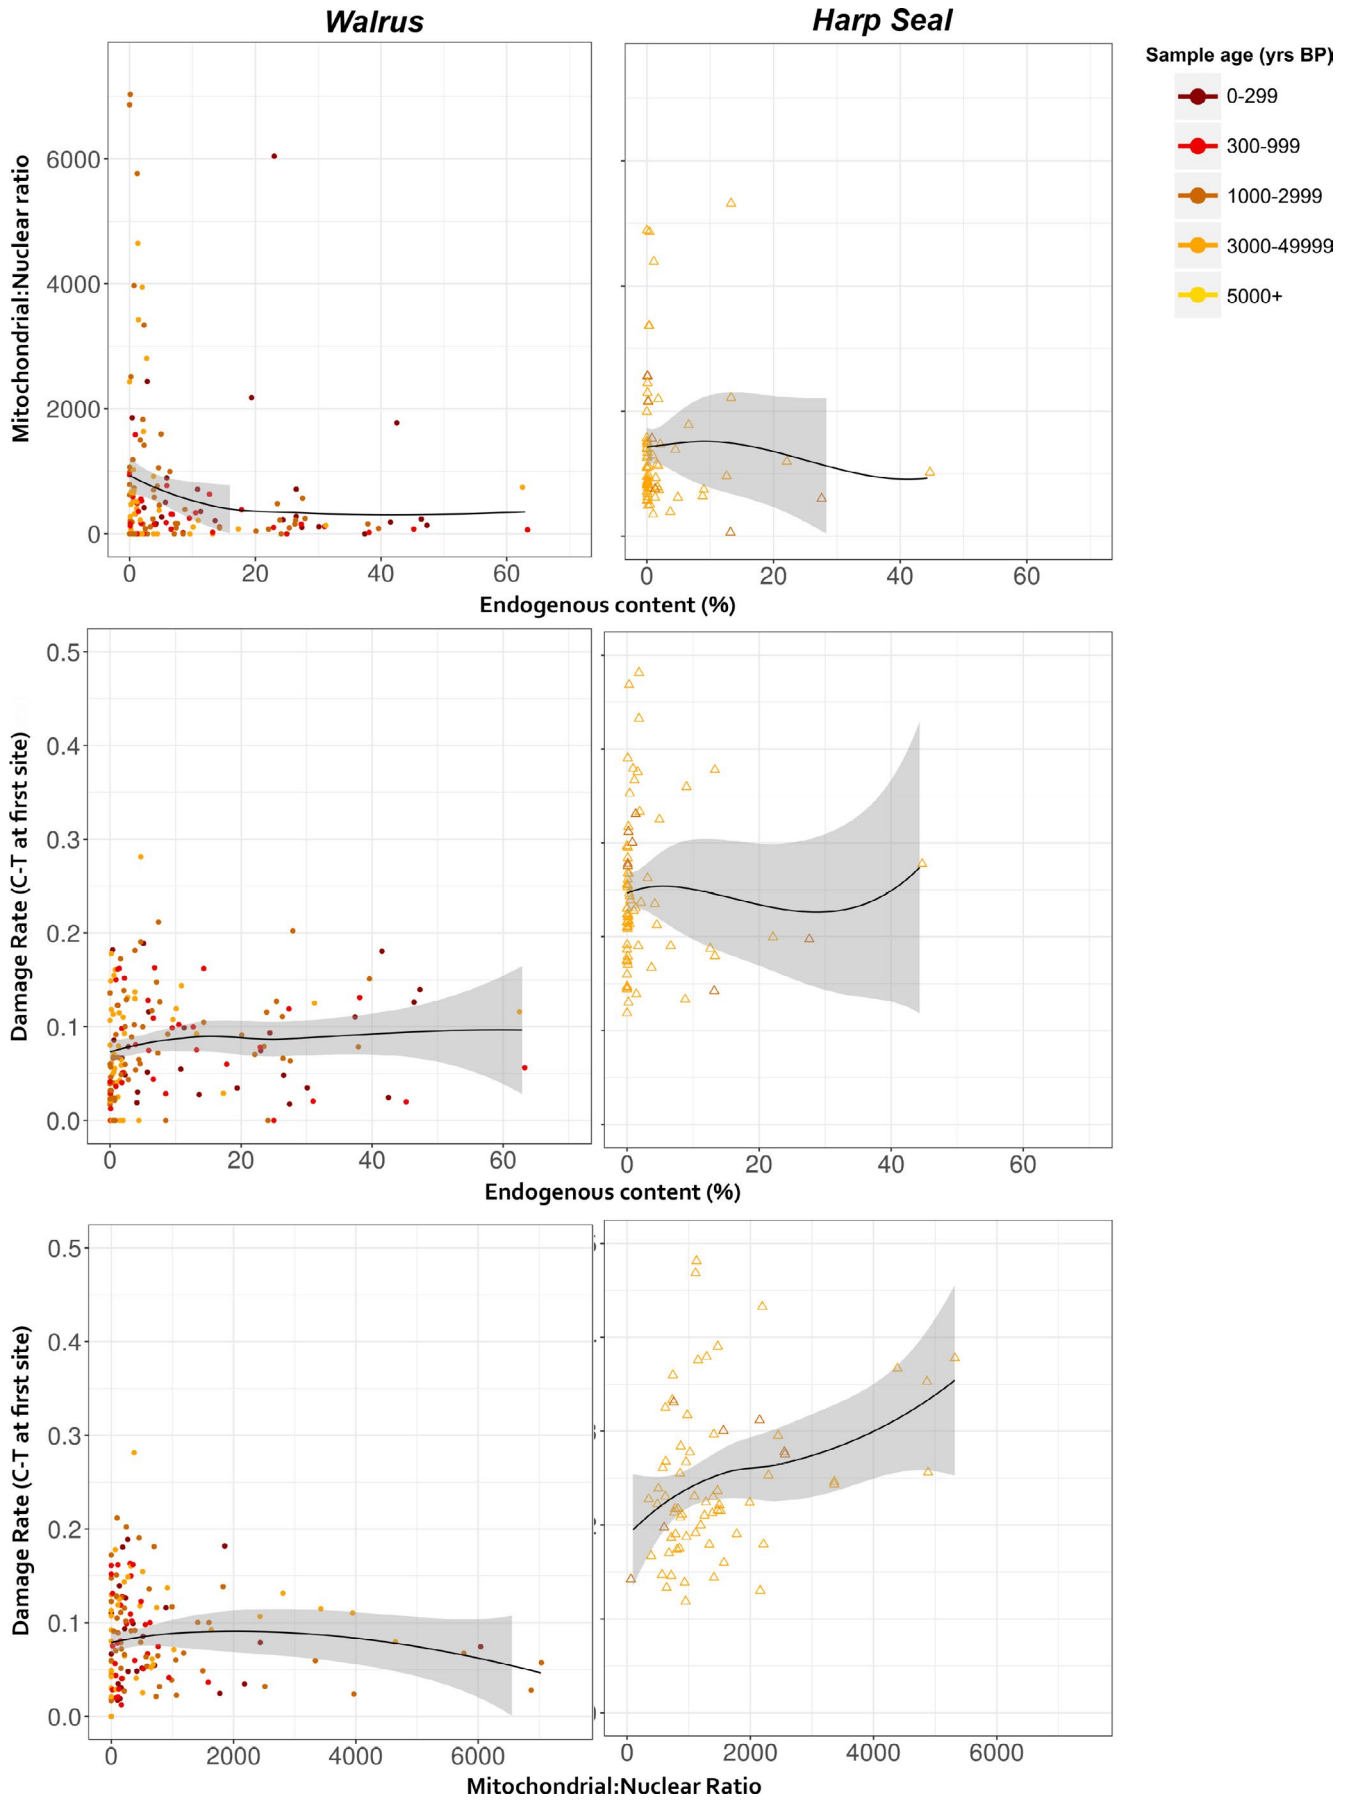 Walrus
Harp Seal
Sample age (yrs BP)
0-299
300-999
1000-2999
3000-49999
5000+
Mitochondrial:Nuclear ratio
6000
4000
2000
0
0 20 40 60
0 20 40 60
Endogenous content (%)
Damage Rate (C-T at first site)
0.5
0.4
0.3
0.2
0.1
0.0
0 20 40 60
0 20 40 60
Endogenous content (%)
Damage Rate (C-T at first site)
0.5
0.4
0.3
0.2
0.1
0.0
0 2000 4000 6000
0 2000 4000 6000
Mitochondrial:Nuclear Ratio